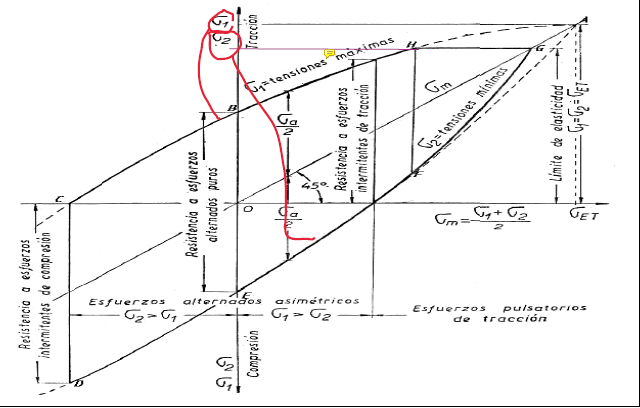 σ1
σ2
Tracción
A
H
G
σ1=tensiones máximas
σm
σ2=tensiones mínimas
B
σa
2
Resistencia a esfuerzos
intermitentes de tracción
Límite de elasticidad
σ1=σ2=σET
F
C
Resistencia a esfuerzos
alternados puros
45°
O
σa
2
σm=σ1+σ2
2
σET
Resistencia a esfuerzos
intermitentes de compresión
E
Esfuerzos alternados asimétricos
σ2>σ1
σ1>σ2
Esfuerzos pulsatorios
de tracción
D
σ2
σ1
Compresión